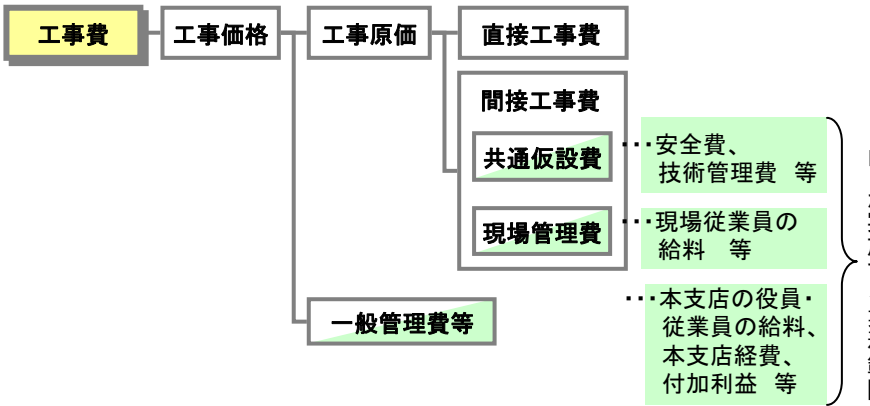 工事費
工事価格
工事原価
直接工事費
間接工事費
共通仮設費
・・・安全費、
技術管理費 等
現場管理費
・・・現場従業員の
給料 等
一般管理費等
・・・本支店の役員・
従業員の給料、
本支店経費、
付加利益 等